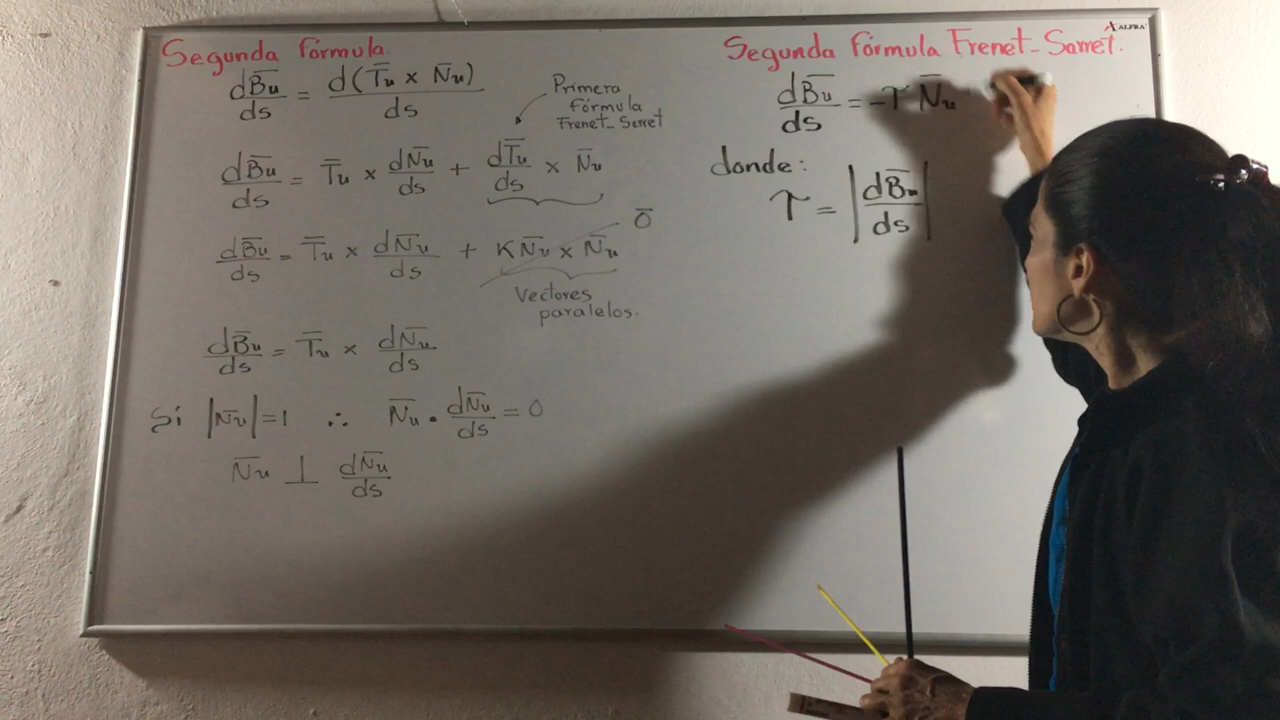 Segunda fórmula.
dB̅u/ds = d(T̅u × N̅u)/ds
Primera
fórmula
Frenet-Serret
dB̅u/ds = T̅u × dN̅u/ds + dT̅u/ds × N̅u
0̅
dB̅u/ds = T̅u × dN̅u/ds + KN̅u × N̅u
Vectores
paralelos.
dB̅u/ds = T̅u × dN̅u/ds
Si |N̅u|=1 ∴ N̅u • dN̅u/ds = 0
N̅u ⊥ dN̅u/ds
ALFRA
Segunda Fórmula Frenet-Serret.
dB̅u/ds = -τ N̅u
donde:
τ = |dB̅u/ds|